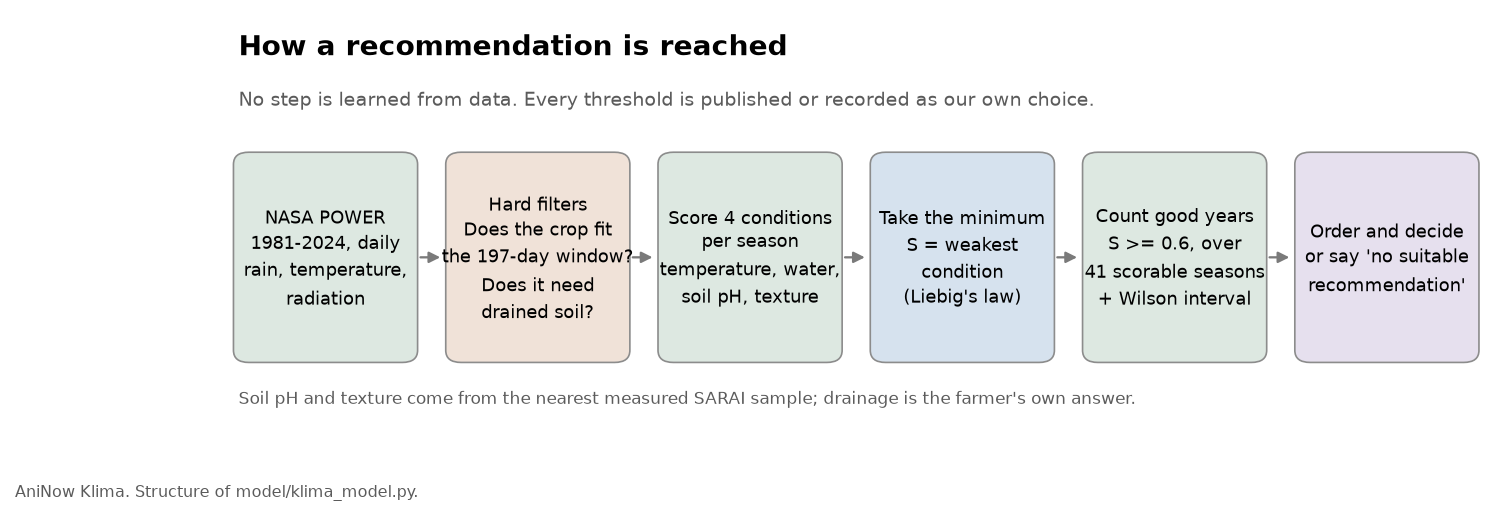 How a recommendation is reached
No step is learned from data. Every threshold is published or recorded as our own choice.
NASA POWER
1981-2024, daily
rain, temperature,
radiation
Hard filters
Does the crop fit
the 197-day window?
Does it need
drained soil?
Score 4 conditions
per season
temperature, water,
soil pH, texture
Take the minimum
S = weakest
condition
(Liebig's law)
Count good years
S >= 0.6, over
41 scorable seasons
+ Wilson interval
Order and decide
or say 'no suitable
recommendation'
Soil pH and texture come from the nearest measured SARAI sample; drainage is the farmer's own answer.
AniNow Klima. Structure of model/klima_model.py.